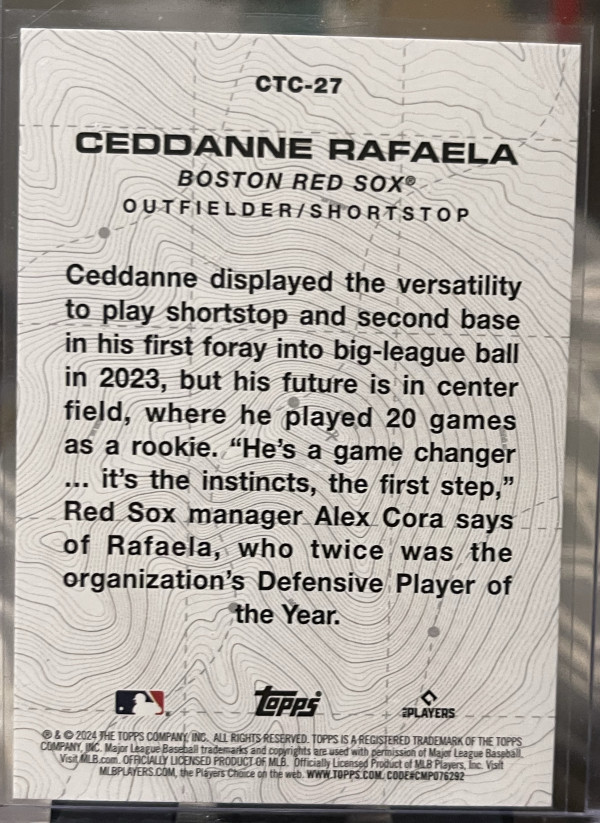 CTC-27
CEDDANNE RAFAELA
BOSTON RED SOX®
OUTFIELDER/SHORTSTOP
Ceddanne displayed the versatility
to play shortstop and second base
in his first foray into big-league ball
in 2023, but his future is in center
field, where he played 20 games
as a rookie. “He’s a game changer
... it’s the instincts, the first step,”
Red Sox manager Alex Cora says
of Rafaela, who twice was the
organization’s Defensive Player of
the Year.
topps
PLAYERS
® & © 2024 THE TOPPS COMPANY, INC. ALL RIGHTS RESERVED. TOPPS IS A REGISTERED TRADEMARK OF THE TOPPS
COMPANY, INC. Major League Baseball trademarks and copyrights are used with permission of Major League Baseball.
Visit MLB.com. OFFICIALLY LICENSED PRODUCT OF MLB. Officially Licensed Product of MLB Players, Inc. Visit
MLBPLAYERS.COM, the Players Choice on the web. WWW.TOPPS.COM. CODE#CMP076292